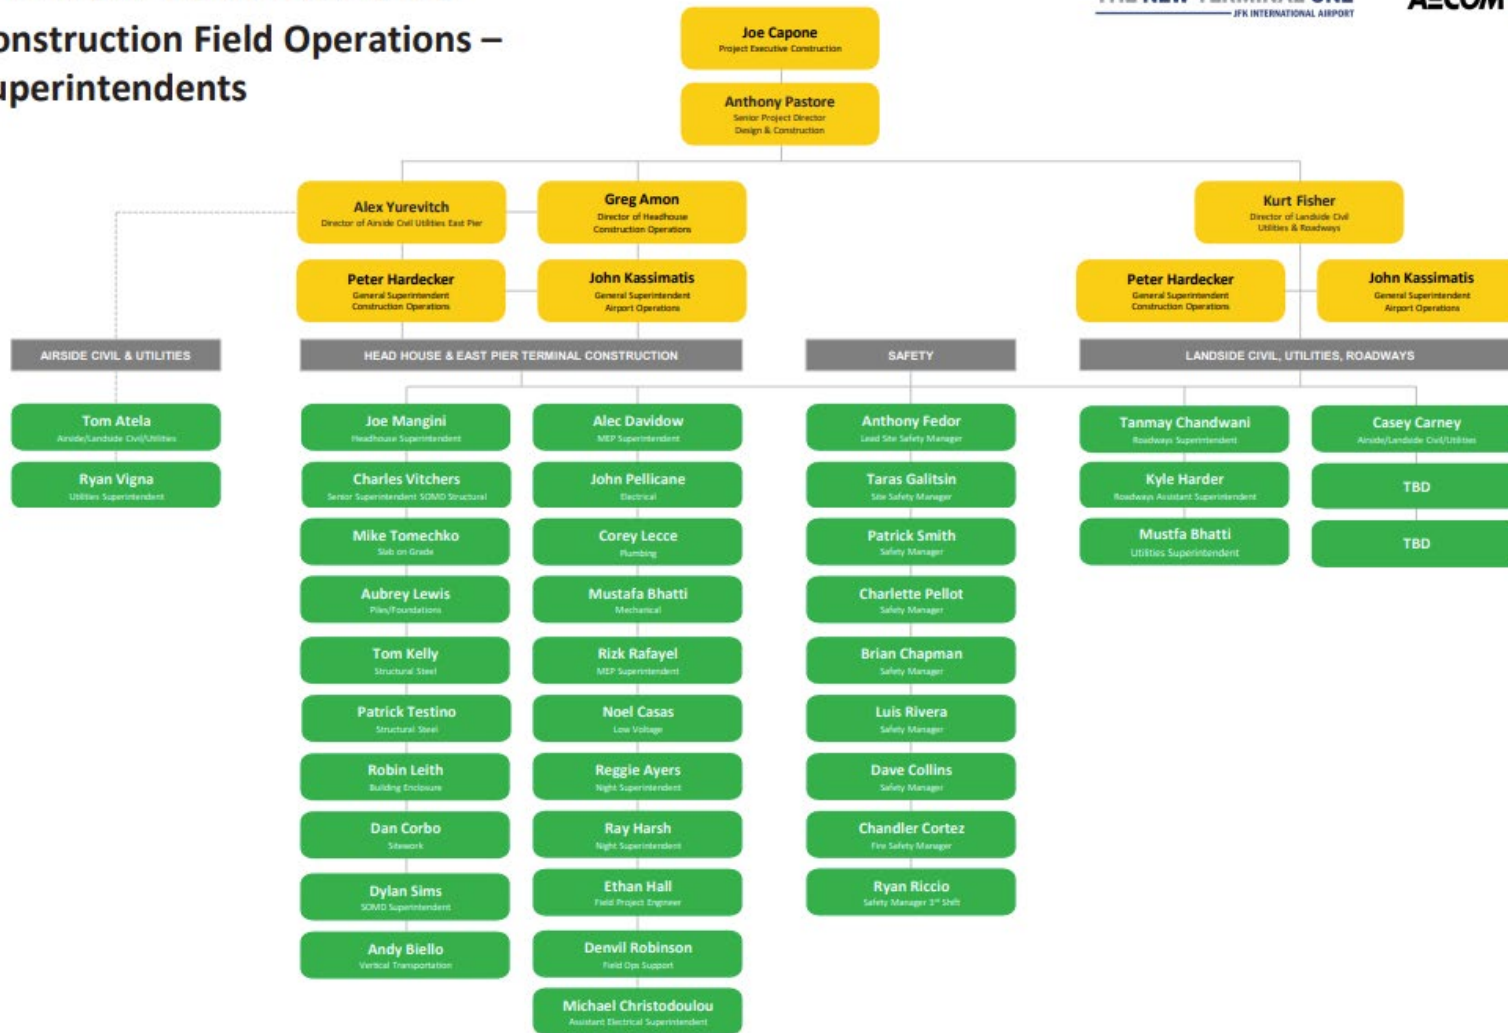 THE NEW TERMINAL ONE
JFK INTERNATIONAL AIRPORT
AECOM
onstruction Field Operations –
uperintendents
Joe Capone
Project Executive Construction
Anthony Pastore
Senior Project Director
Design & Construction
Alex Yurevitch
Director of Airside Civil Utilities East Pier
Greg Amon
Director of Headhouse
Construction Operations
Kurt Fisher
Director of Landside Civil
Utilities & Roadways
Peter Hardecker
General Superintendent
Construction Operations
John Kassimatis
General Superintendent
Airport Operations
Peter Hardecker
General Superintendent
Construction Operations
John Kassimatis
General Superintendent
Airport Operations
AIRSIDE CIVIL & UTILITIES
HEAD HOUSE & EAST PIER TERMINAL CONSTRUCTION
SAFETY
LANDSIDE CIVIL, UTILITIES, ROADWAYS
Tom Atela
Airside/Landside Civil/Utilities
Ryan Vigna
Utilities Superintendent
Joe Mangini
Headhouse Superintendent
Charles Vitchers
Senior Superintendent SOMD Structural
Mike Tomechko
Slab on Grade
Aubrey Lewis
Piles/Foundations
Tom Kelly
Structural Steel
Patrick Testino
Structural Steel
Robin Leith
Building Enclosure
Dan Corbo
Sitework
Dylan Sims
SOMD Superintendent
Andy Biello
Vertical Transportation
Alec Davidow
MEP Superintendent
John Pellicane
Electrical
Corey Lecce
Plumbing
Mustafa Bhatti
Mechanical
Rizk Rafayel
MEP Superintendent
Noel Casas
Low Voltage
Reggie Ayers
Night Superintendent
Ray Harsh
Night Superintendent
Ethan Hall
Field Project Engineer
Denvil Robinson
Field Ops Support
Michael Christodoulou
Assistant Electrical Superintendent
Anthony Fedor
Lead Site Safety Manager
Taras Galitsin
Site Safety Manager
Patrick Smith
Safety Manager
Charlette Pellot
Safety Manager
Brian Chapman
Safety Manager
Luis Rivera
Safety Manager
Dave Collins
Safety Manager
Chandler Cortez
Fire Safety Manager
Ryan Riccio
Safety Manager 3rd Shift
Tanmay Chandwani
Roadways Superintendent
Kyle Harder
Roadways Assistant Superintendent
Mustfa Bhatti
Utilities Superintendent
Casey Carney
Airside/Landside Civil/Utilities
TBD
TBD